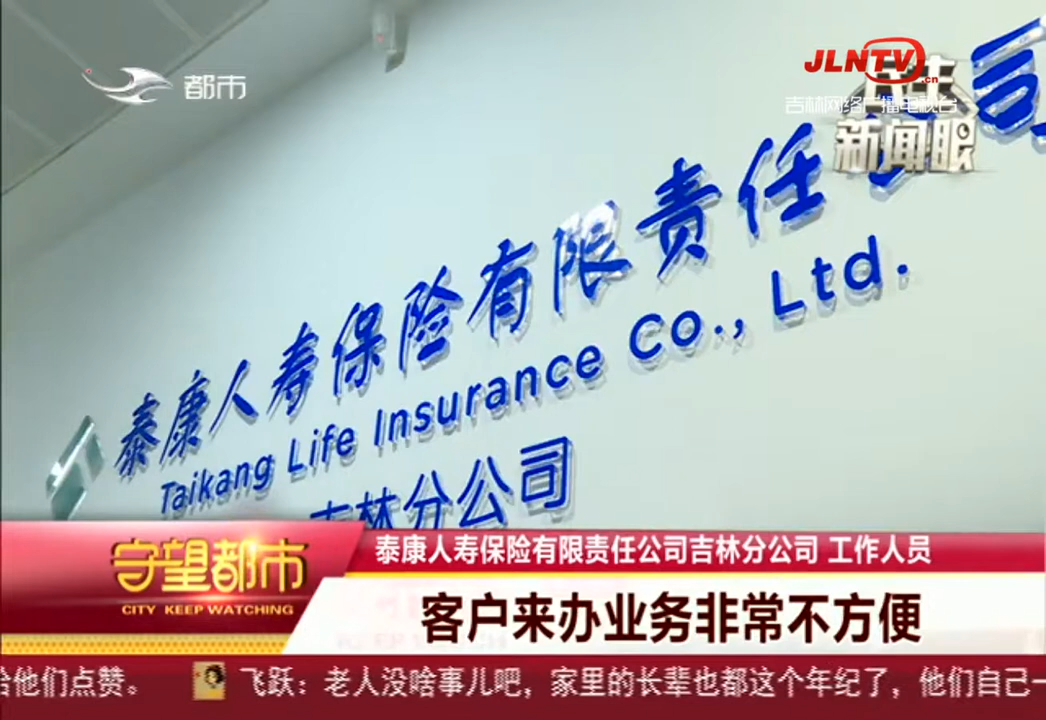 都市
JLNTV.cn
吉林网络广播电视台
民生
新闻眼
泰康人寿保险有限责任公司
Taikang Life Insurance Co., Ltd.
吉林分公司
守望都市
CITY KEEP WATCHING
泰康人寿保险有限责任公司吉林分公司 工作人员
客户来办业务非常不方便
给他们点赞。 飞跃：老人没啥事儿吧，家里的长辈也都这个年纪了，他们自己一